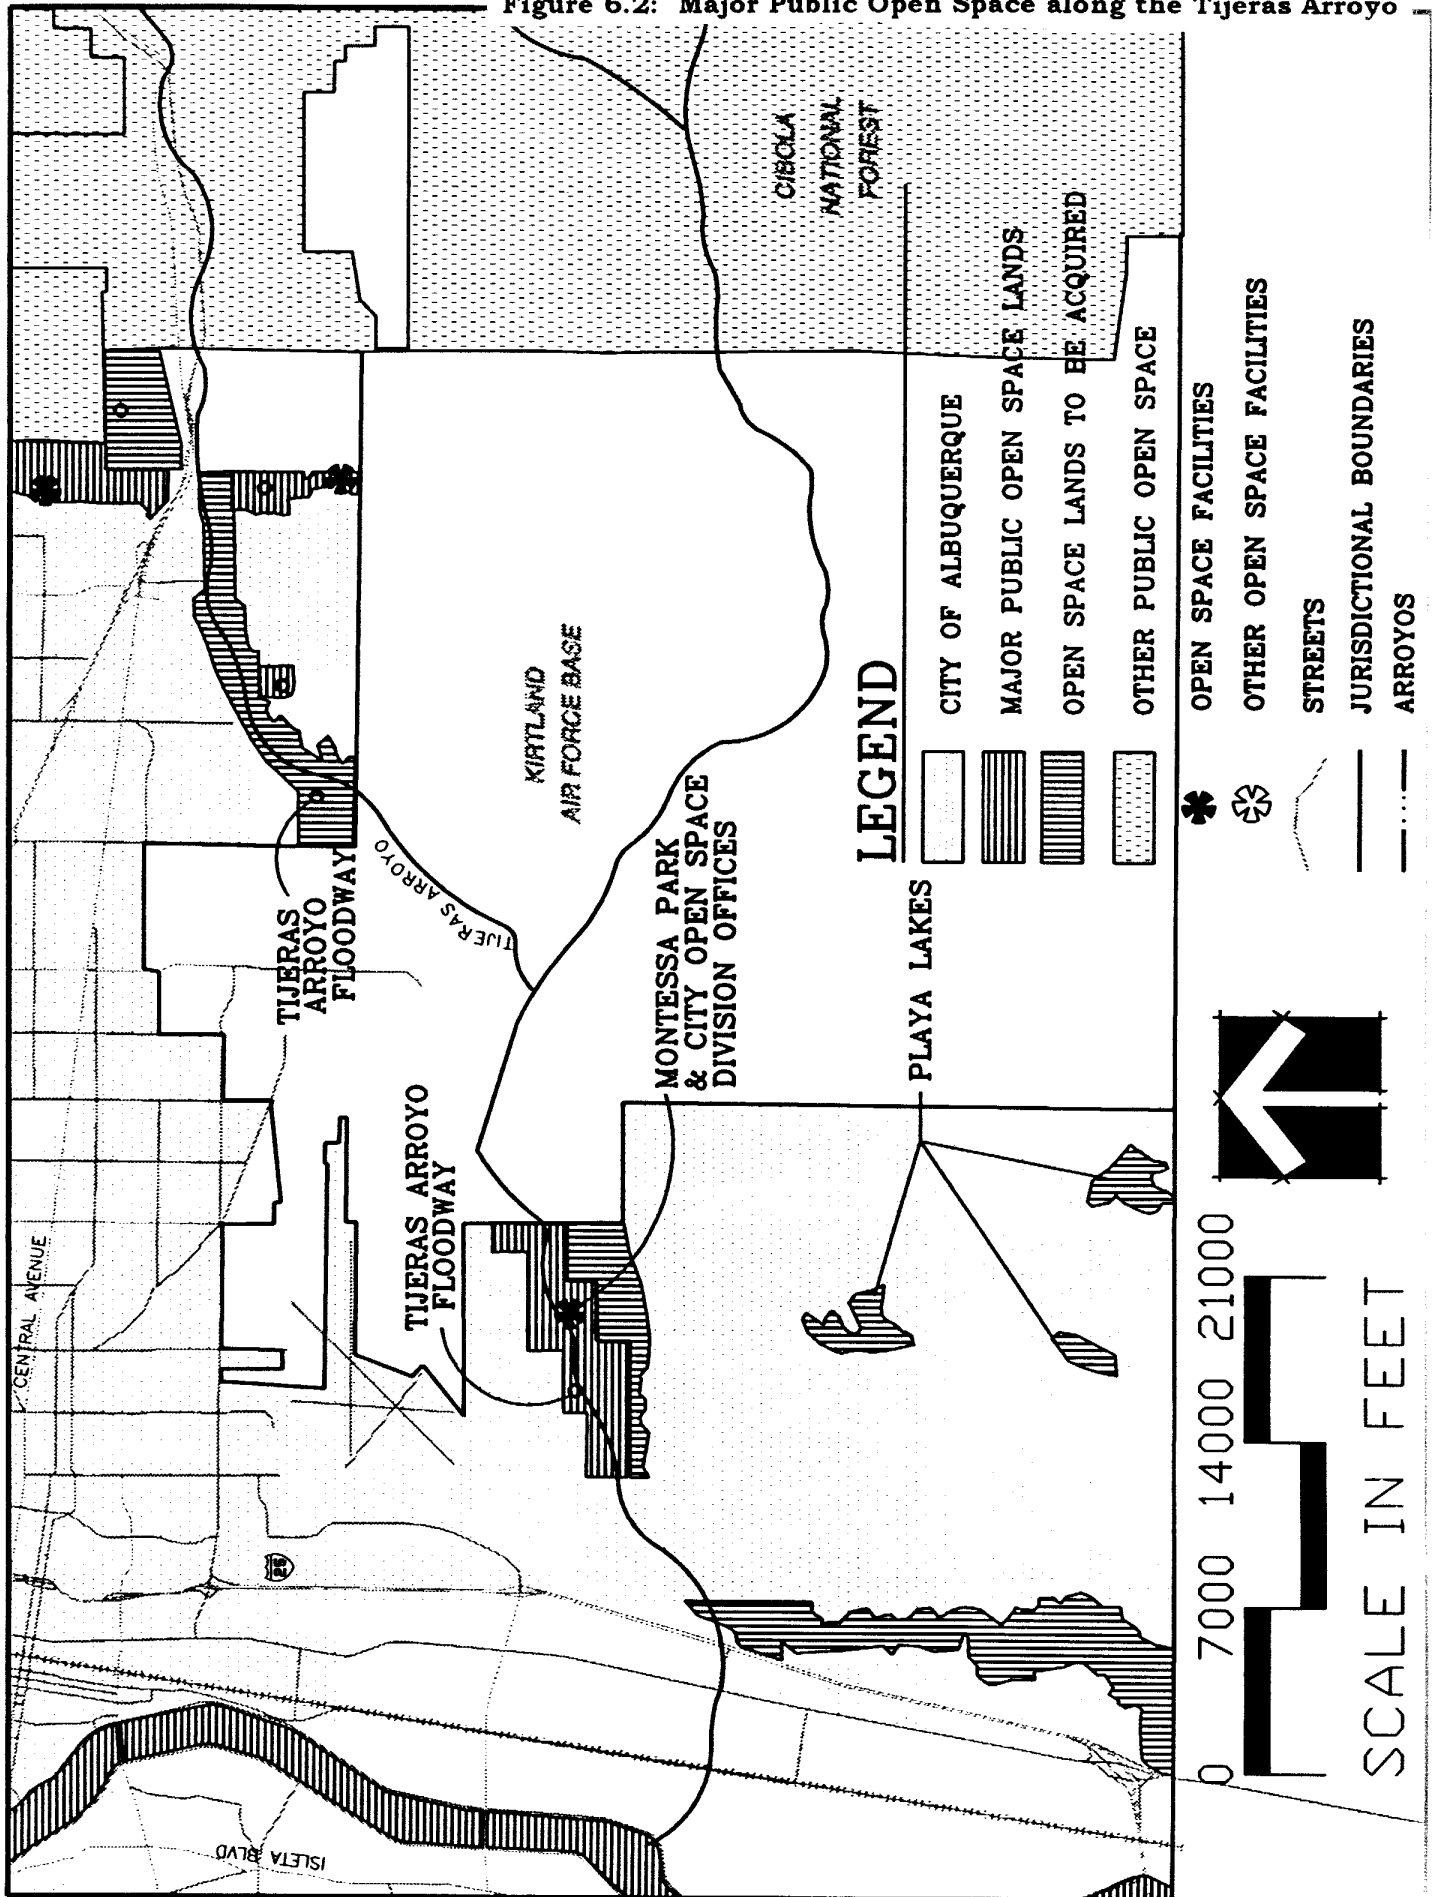 Figure 6.2: Major Public Open Space along the Tijeras Arroyo
CIBOLA
NATIONAL
FOREST
KIRTLAND
AIR FORCE BASE
TIJERAS
ARROYO
FLOODWAY
TIJERAS ARROYO
TIJERAS ARROYO
FLOODWAY
MONTESSA PARK
& CITY OPEN SPACE
DIVISION OFFICES
PLAYA LAKES
CENTRAL AVENUE
25
ISLETA BLVD
LEGEND
CITY OF ALBUQUERQUE
MAJOR PUBLIC OPEN SPACE LANDS
OPEN SPACE LANDS TO BE ACQUIRED
OTHER PUBLIC OPEN SPACE
OPEN SPACE FACILITIES
OTHER OPEN SPACE FACILITIES
STREETS
JURISDICTIONAL BOUNDARIES
ARROYOS
0 7000 14000 21000
SCALE IN FEET